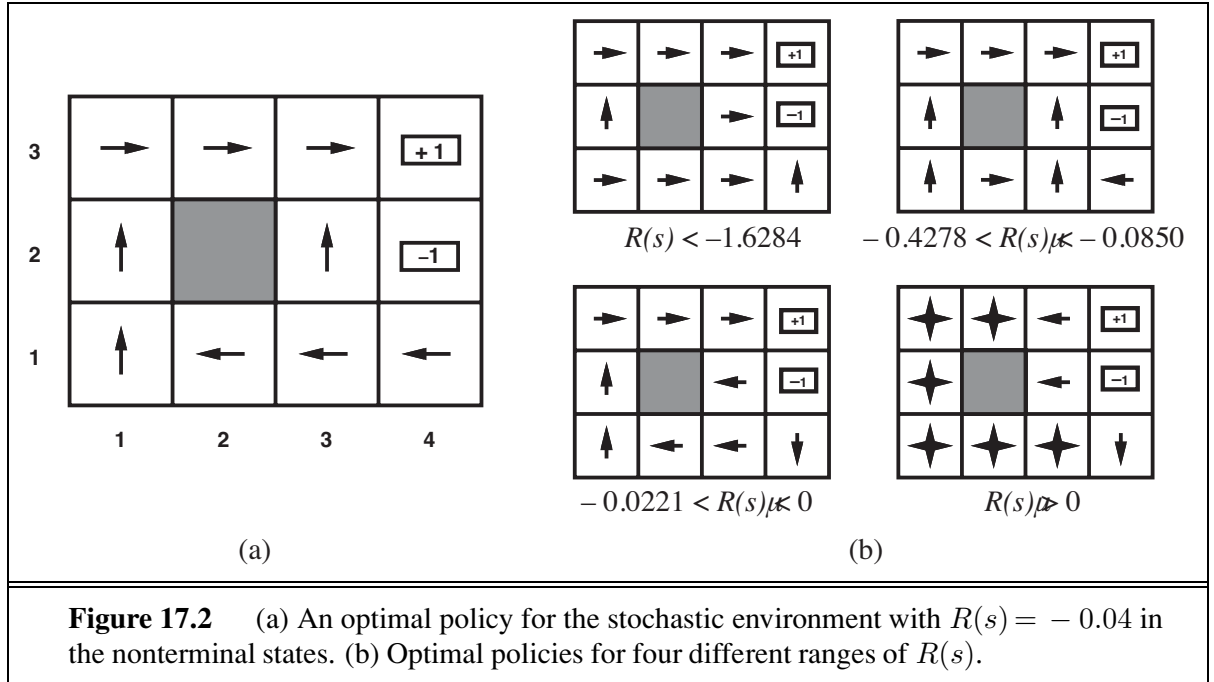 3
+ 1
2
–1
1
1 2 3 4
(a)
+1
–1
R(s) < –1.6284
+1
–1
– 0.4278 < R(s) < – 0.0850
+1
–1
– 0.0221 < R(s) < 0
+1
–1
R(s) > 0
(b)
Figure 17.2 (a) An optimal policy for the stochastic environment with R(s) = − 0.04 in
the nonterminal states. (b) Optimal policies for four different ranges of R(s).